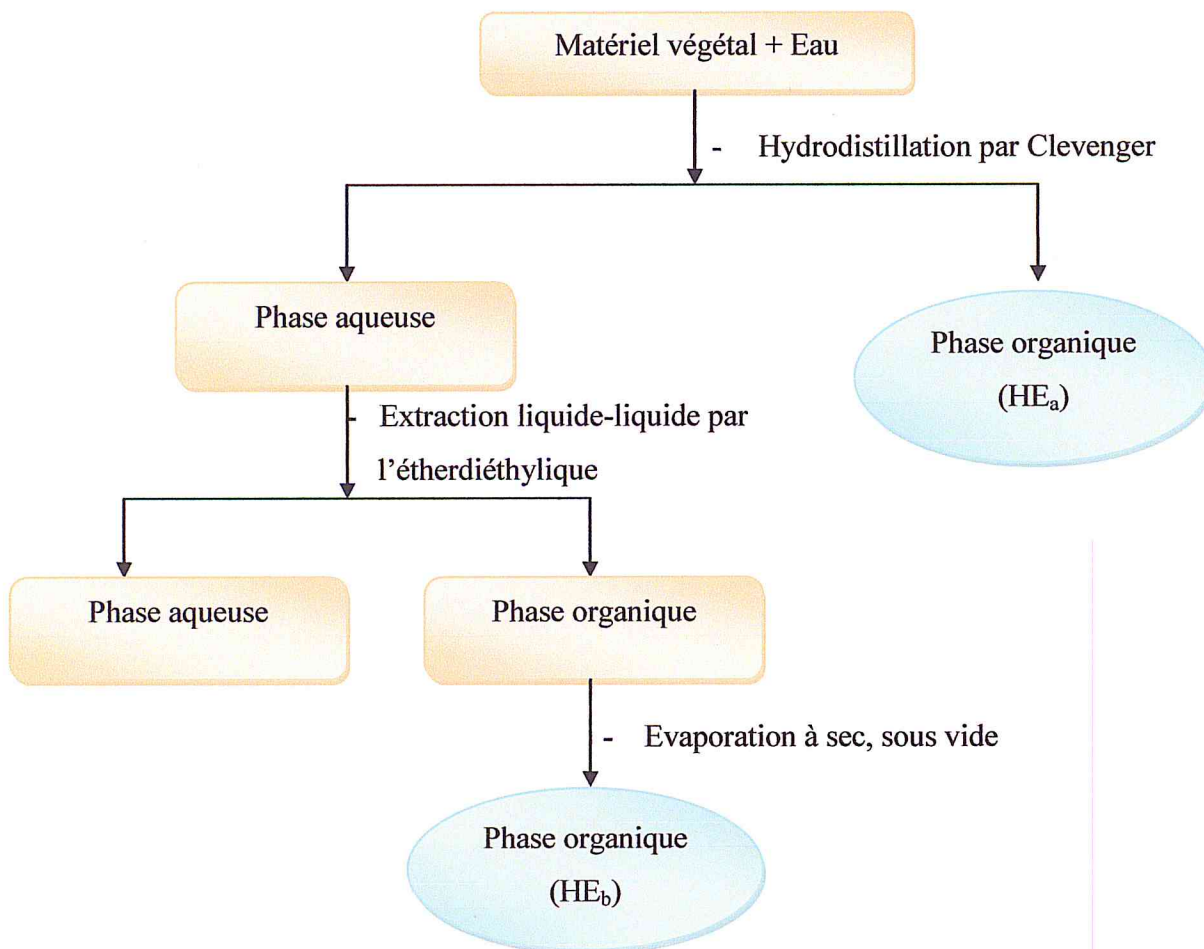 Matériel végétal + Eau
- Hydrodistillation par Clevenger
Phase aqueuse
Phase organique
(HEa)
- Extraction liquide-liquide par
l’étherdiéthylique
Phase aqueuse
Phase organique
- Evaporation à sec, sous vide
Phase organique
(HEb)